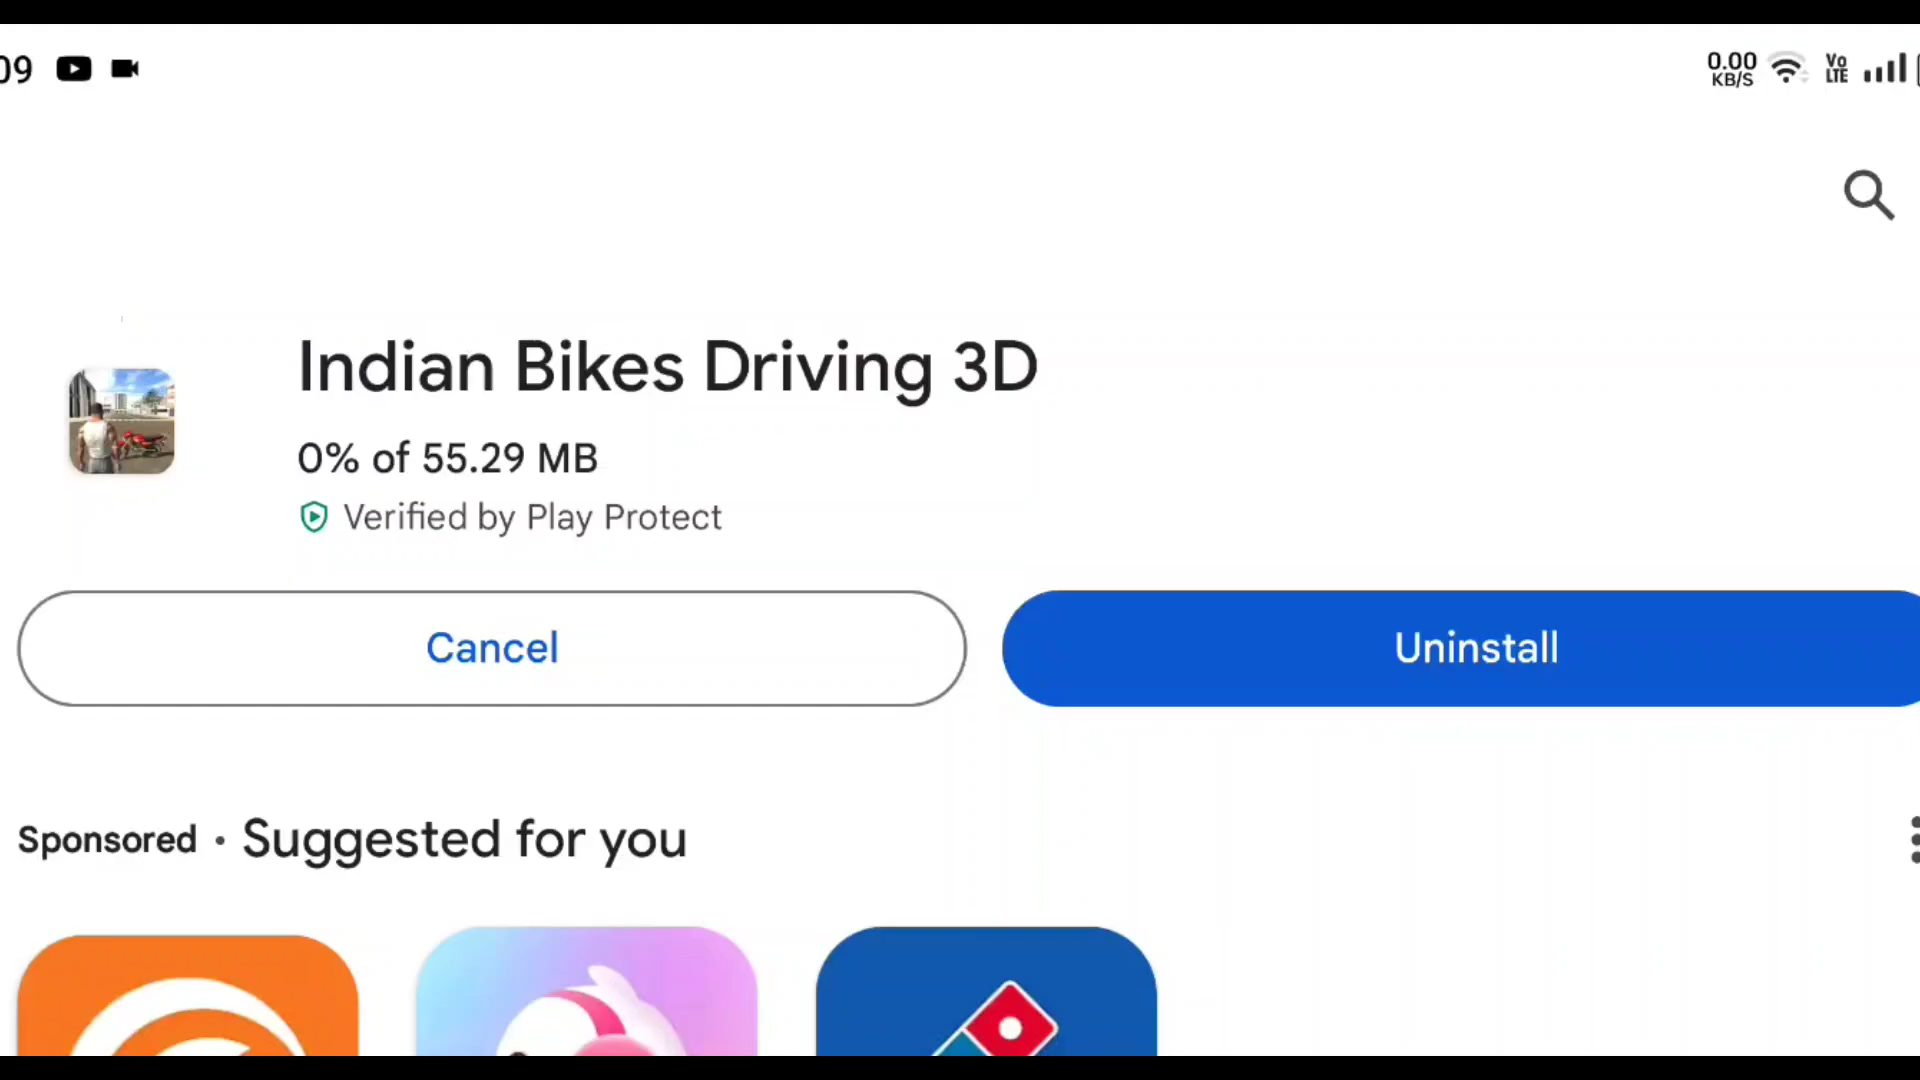 09
0.00
KB/S
Vo
LTE
Indian Bikes Driving 3D
0% of 55.29 MB
Verified by Play Protect
Cancel
Uninstall
Sponsored · Suggested for you